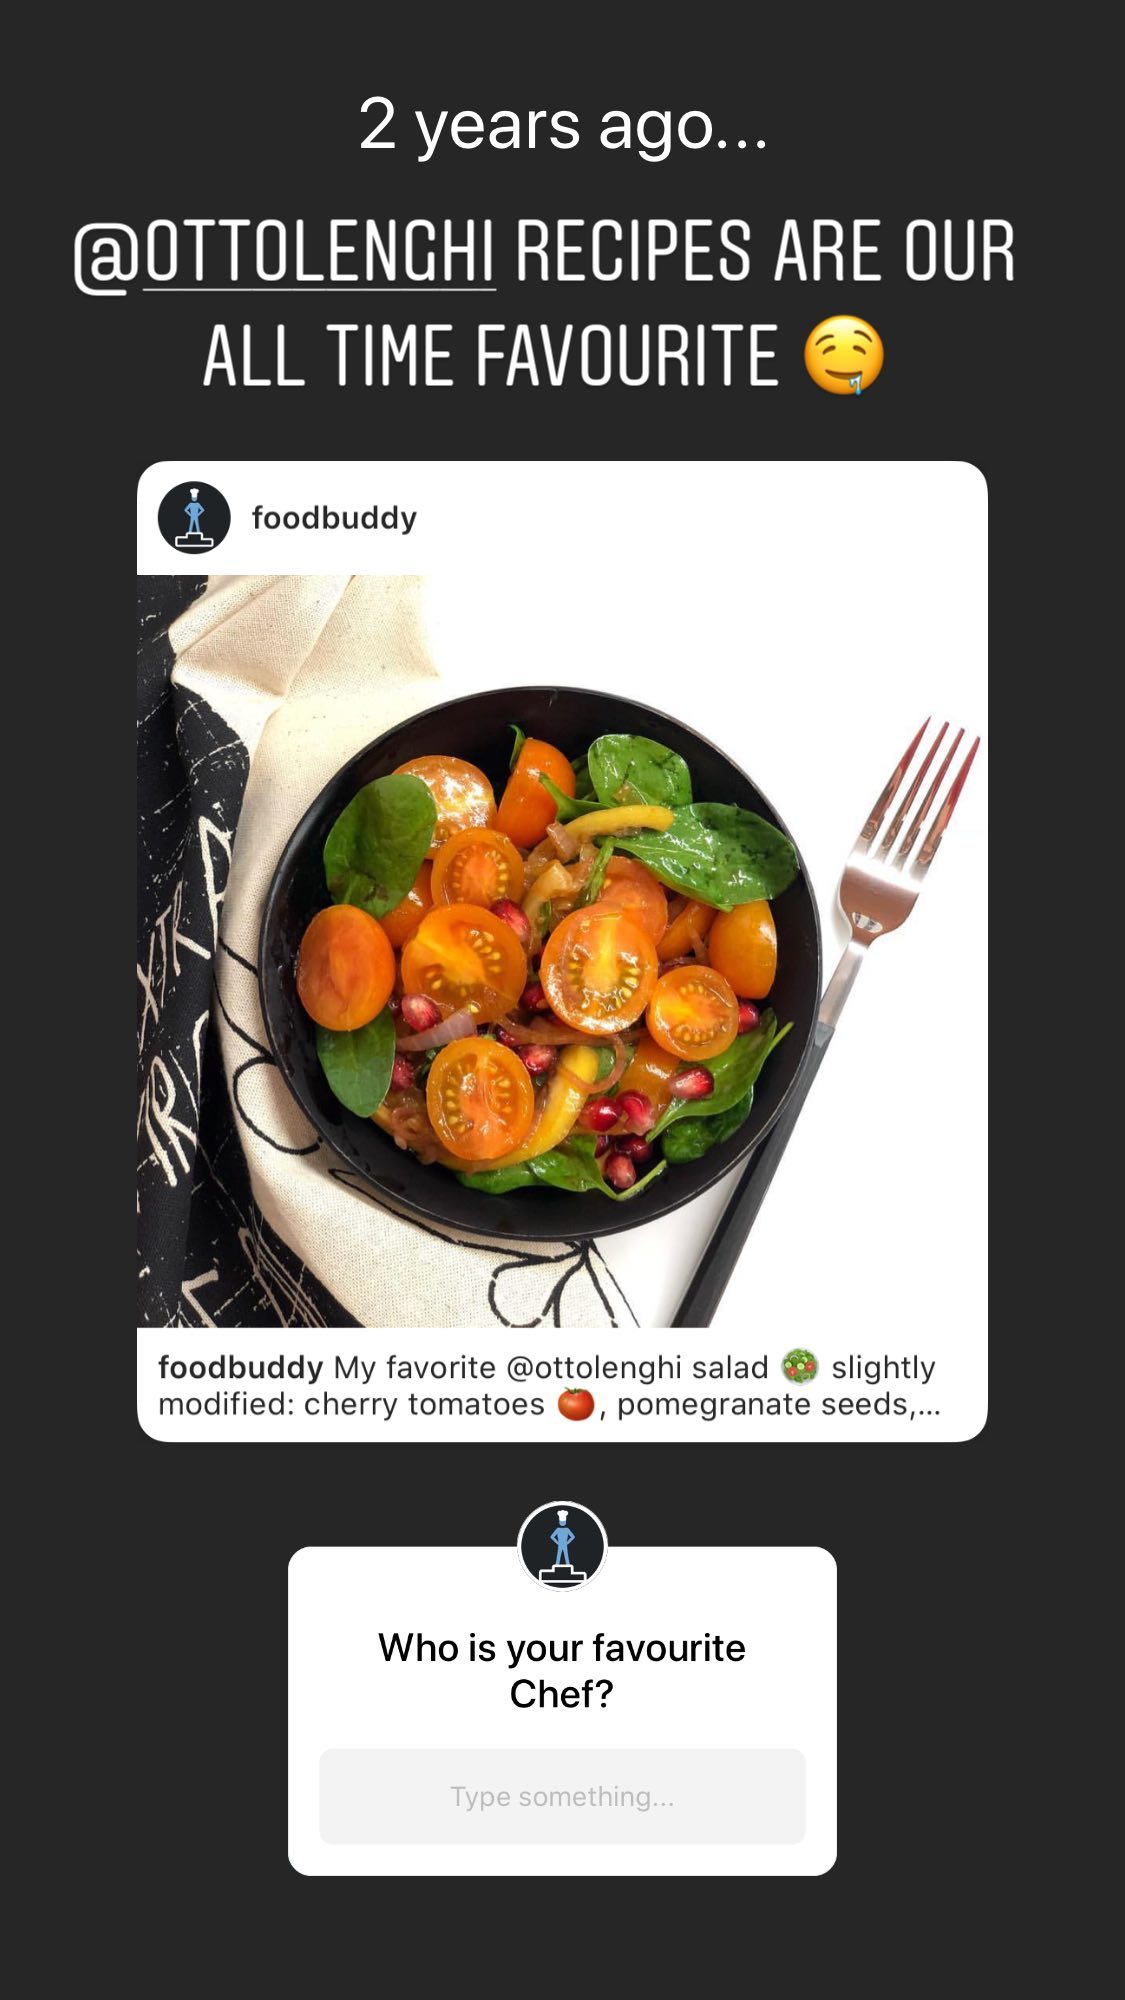 2 years ago...
@OTTOLENGHI RECIPES ARE OUR
ALL TIME FAVOURITE 🤤
foodbuddy
foodbuddy My favorite @ottolenghi salad 🥗 slightly
modified: cherry tomatoes 🍅, pomegranate seeds,...
Who is your favourite
Chef?
Type something...